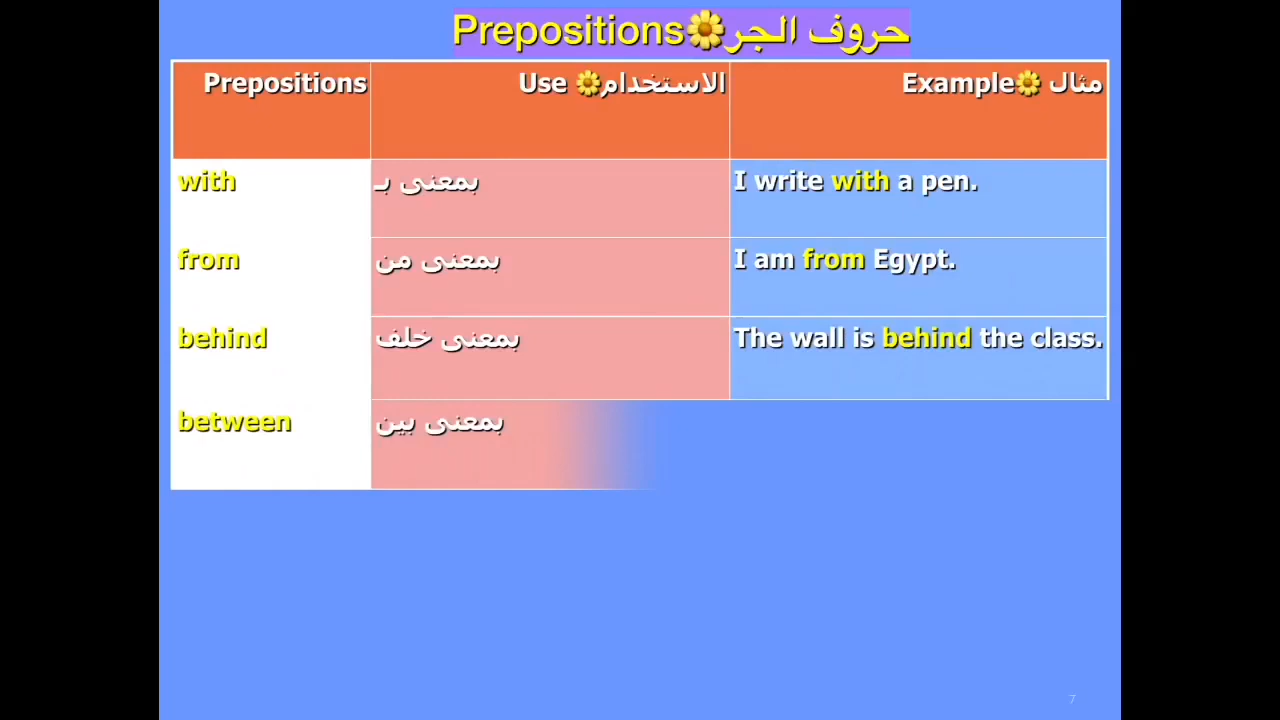 Prepositions🌼حروف الجر
Prepositions
Use 🌼الاستخدام
Example🌼 مثال
with
بمعنى بـ
I write with a pen.
from
بمعنى من
I am from Egypt.
behind
بمعنى خلف
The wall is behind the class.
between
بمعنى بين
7